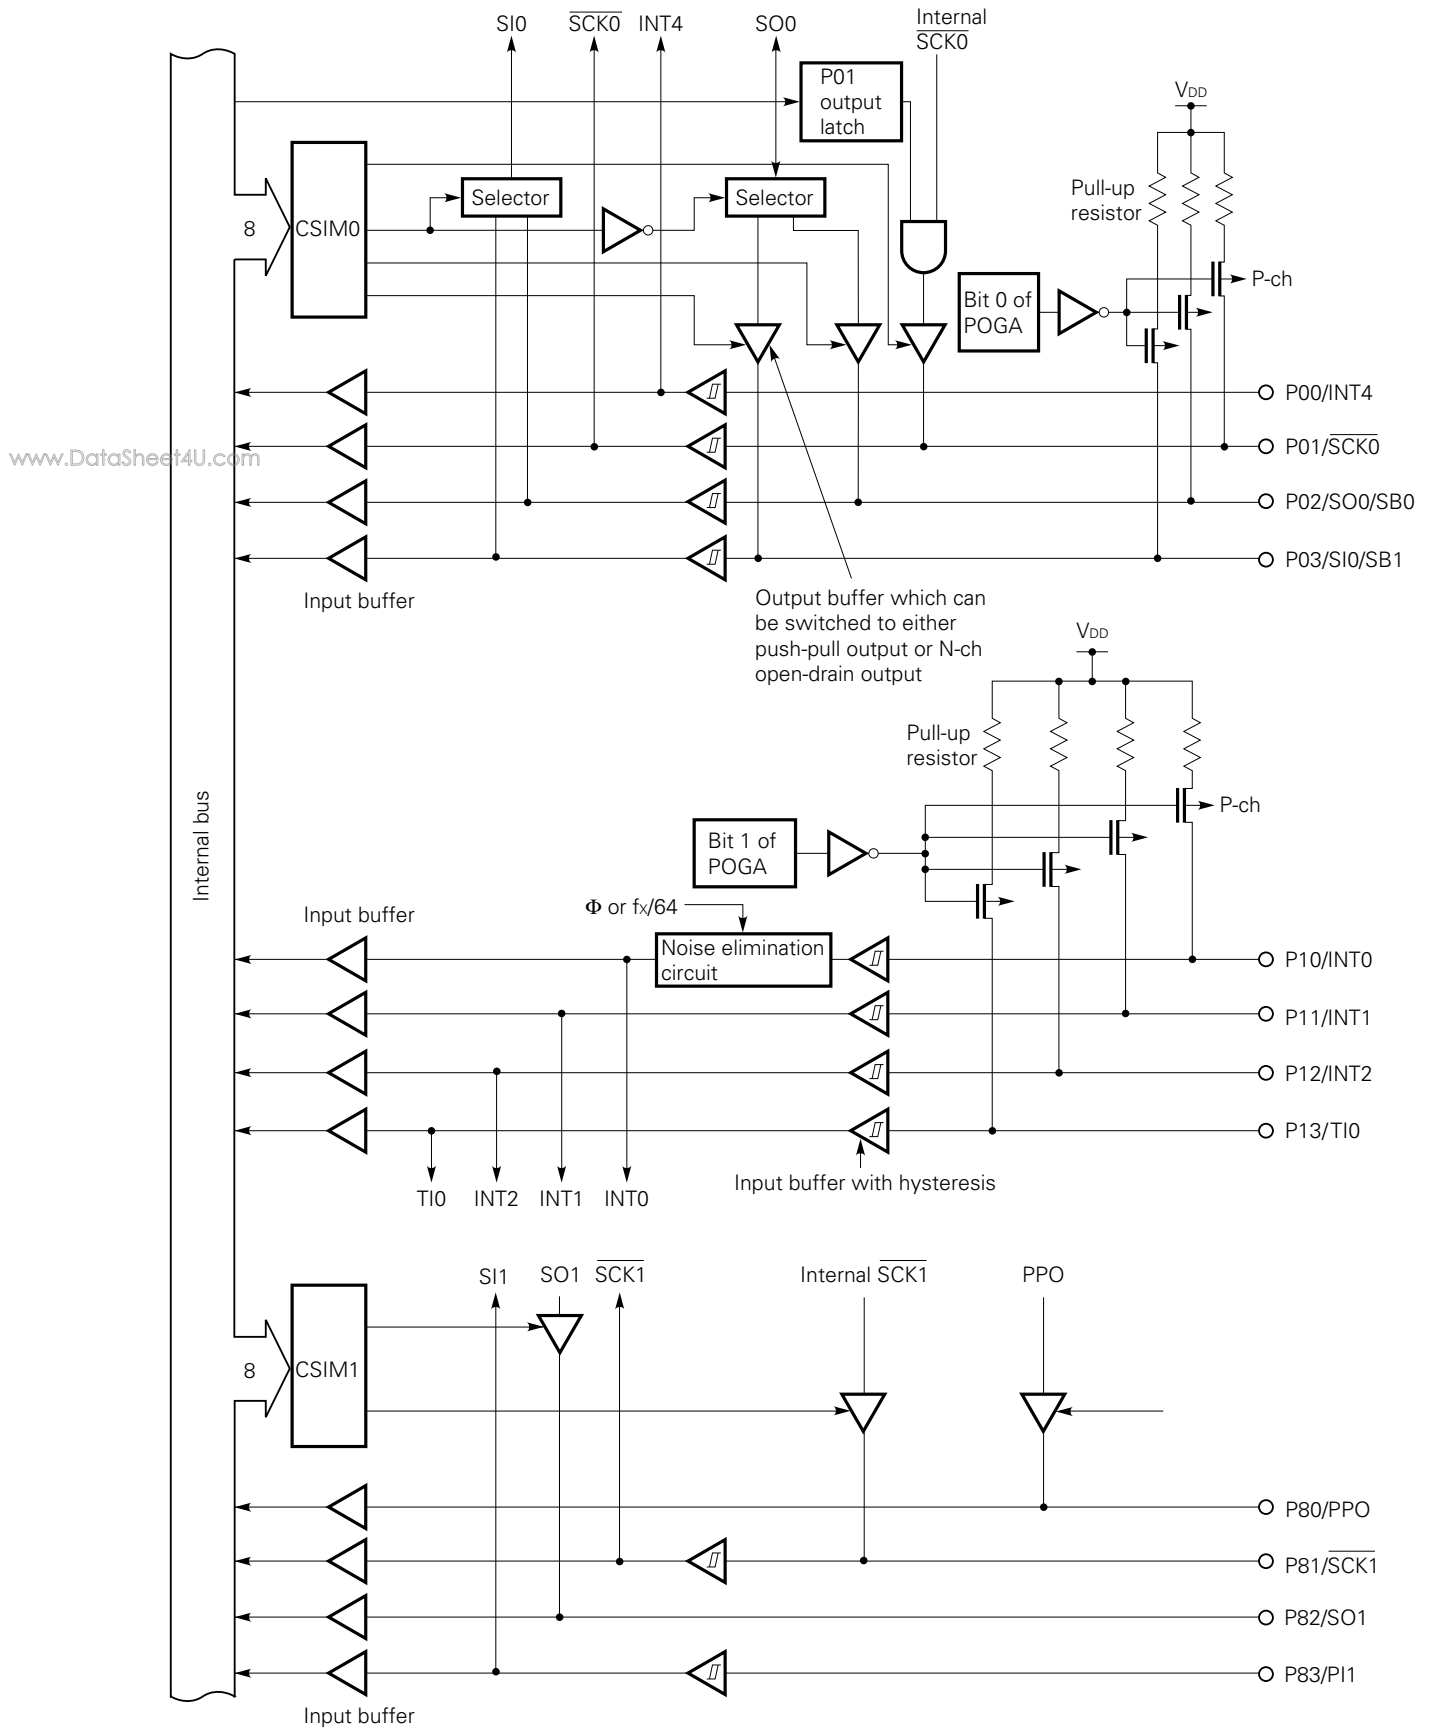 SI0
SCK0
INT4
SO0
Internal
SCK0
P01
output
latch
VDD
Pull-up
resistor
Selector
Selector
8
CSIM0
P-ch
Bit 0 of
POGA
P00/INT4
P01/SCK0
www.DataSheet4U.com
P02/SO0/SB0
P03/SI0/SB1
Input buffer
Output buffer which can
be switched to either
push-pull output or N-ch
open-drain output
VDD
Pull-up
resistor
P-ch
Internal bus
Bit 1 of
POGA
Input buffer
Φ or fX/64
Noise elimination
circuit
P10/INT0
P11/INT1
P12/INT2
P13/TI0
TI0
INT2
INT1
INT0
Input buffer with hysteresis
SI1
SO1
SCK1
Internal SCK1
PPO
8
CSIM1
P80/PPO
P81/SCK1
P82/SO1
P83/PI1
Input buffer